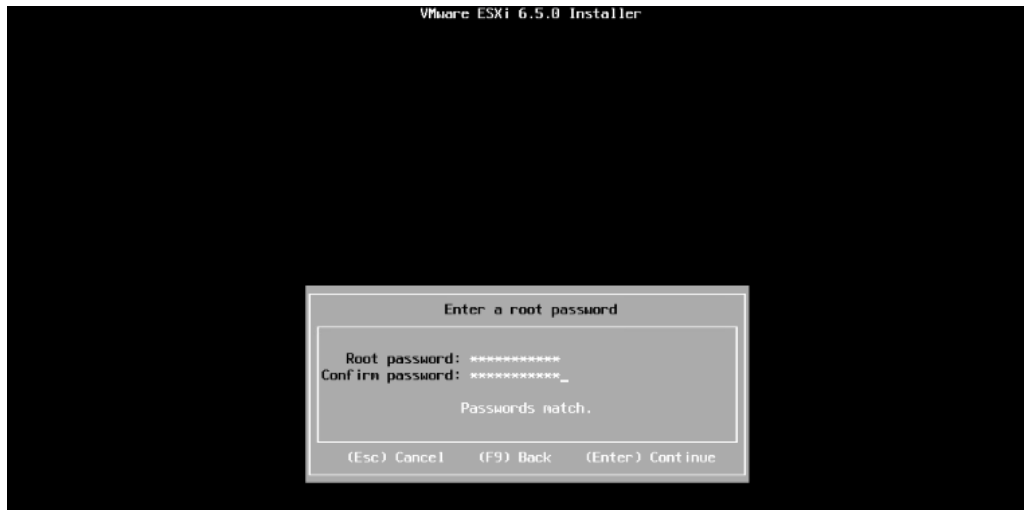 VMware ESXi 6.5.0 Installer
Enter a root password
Root password: ***********
Confirm password: ***********_
Passwords match.
(Esc) Cancel (F9) Back (Enter) Continue